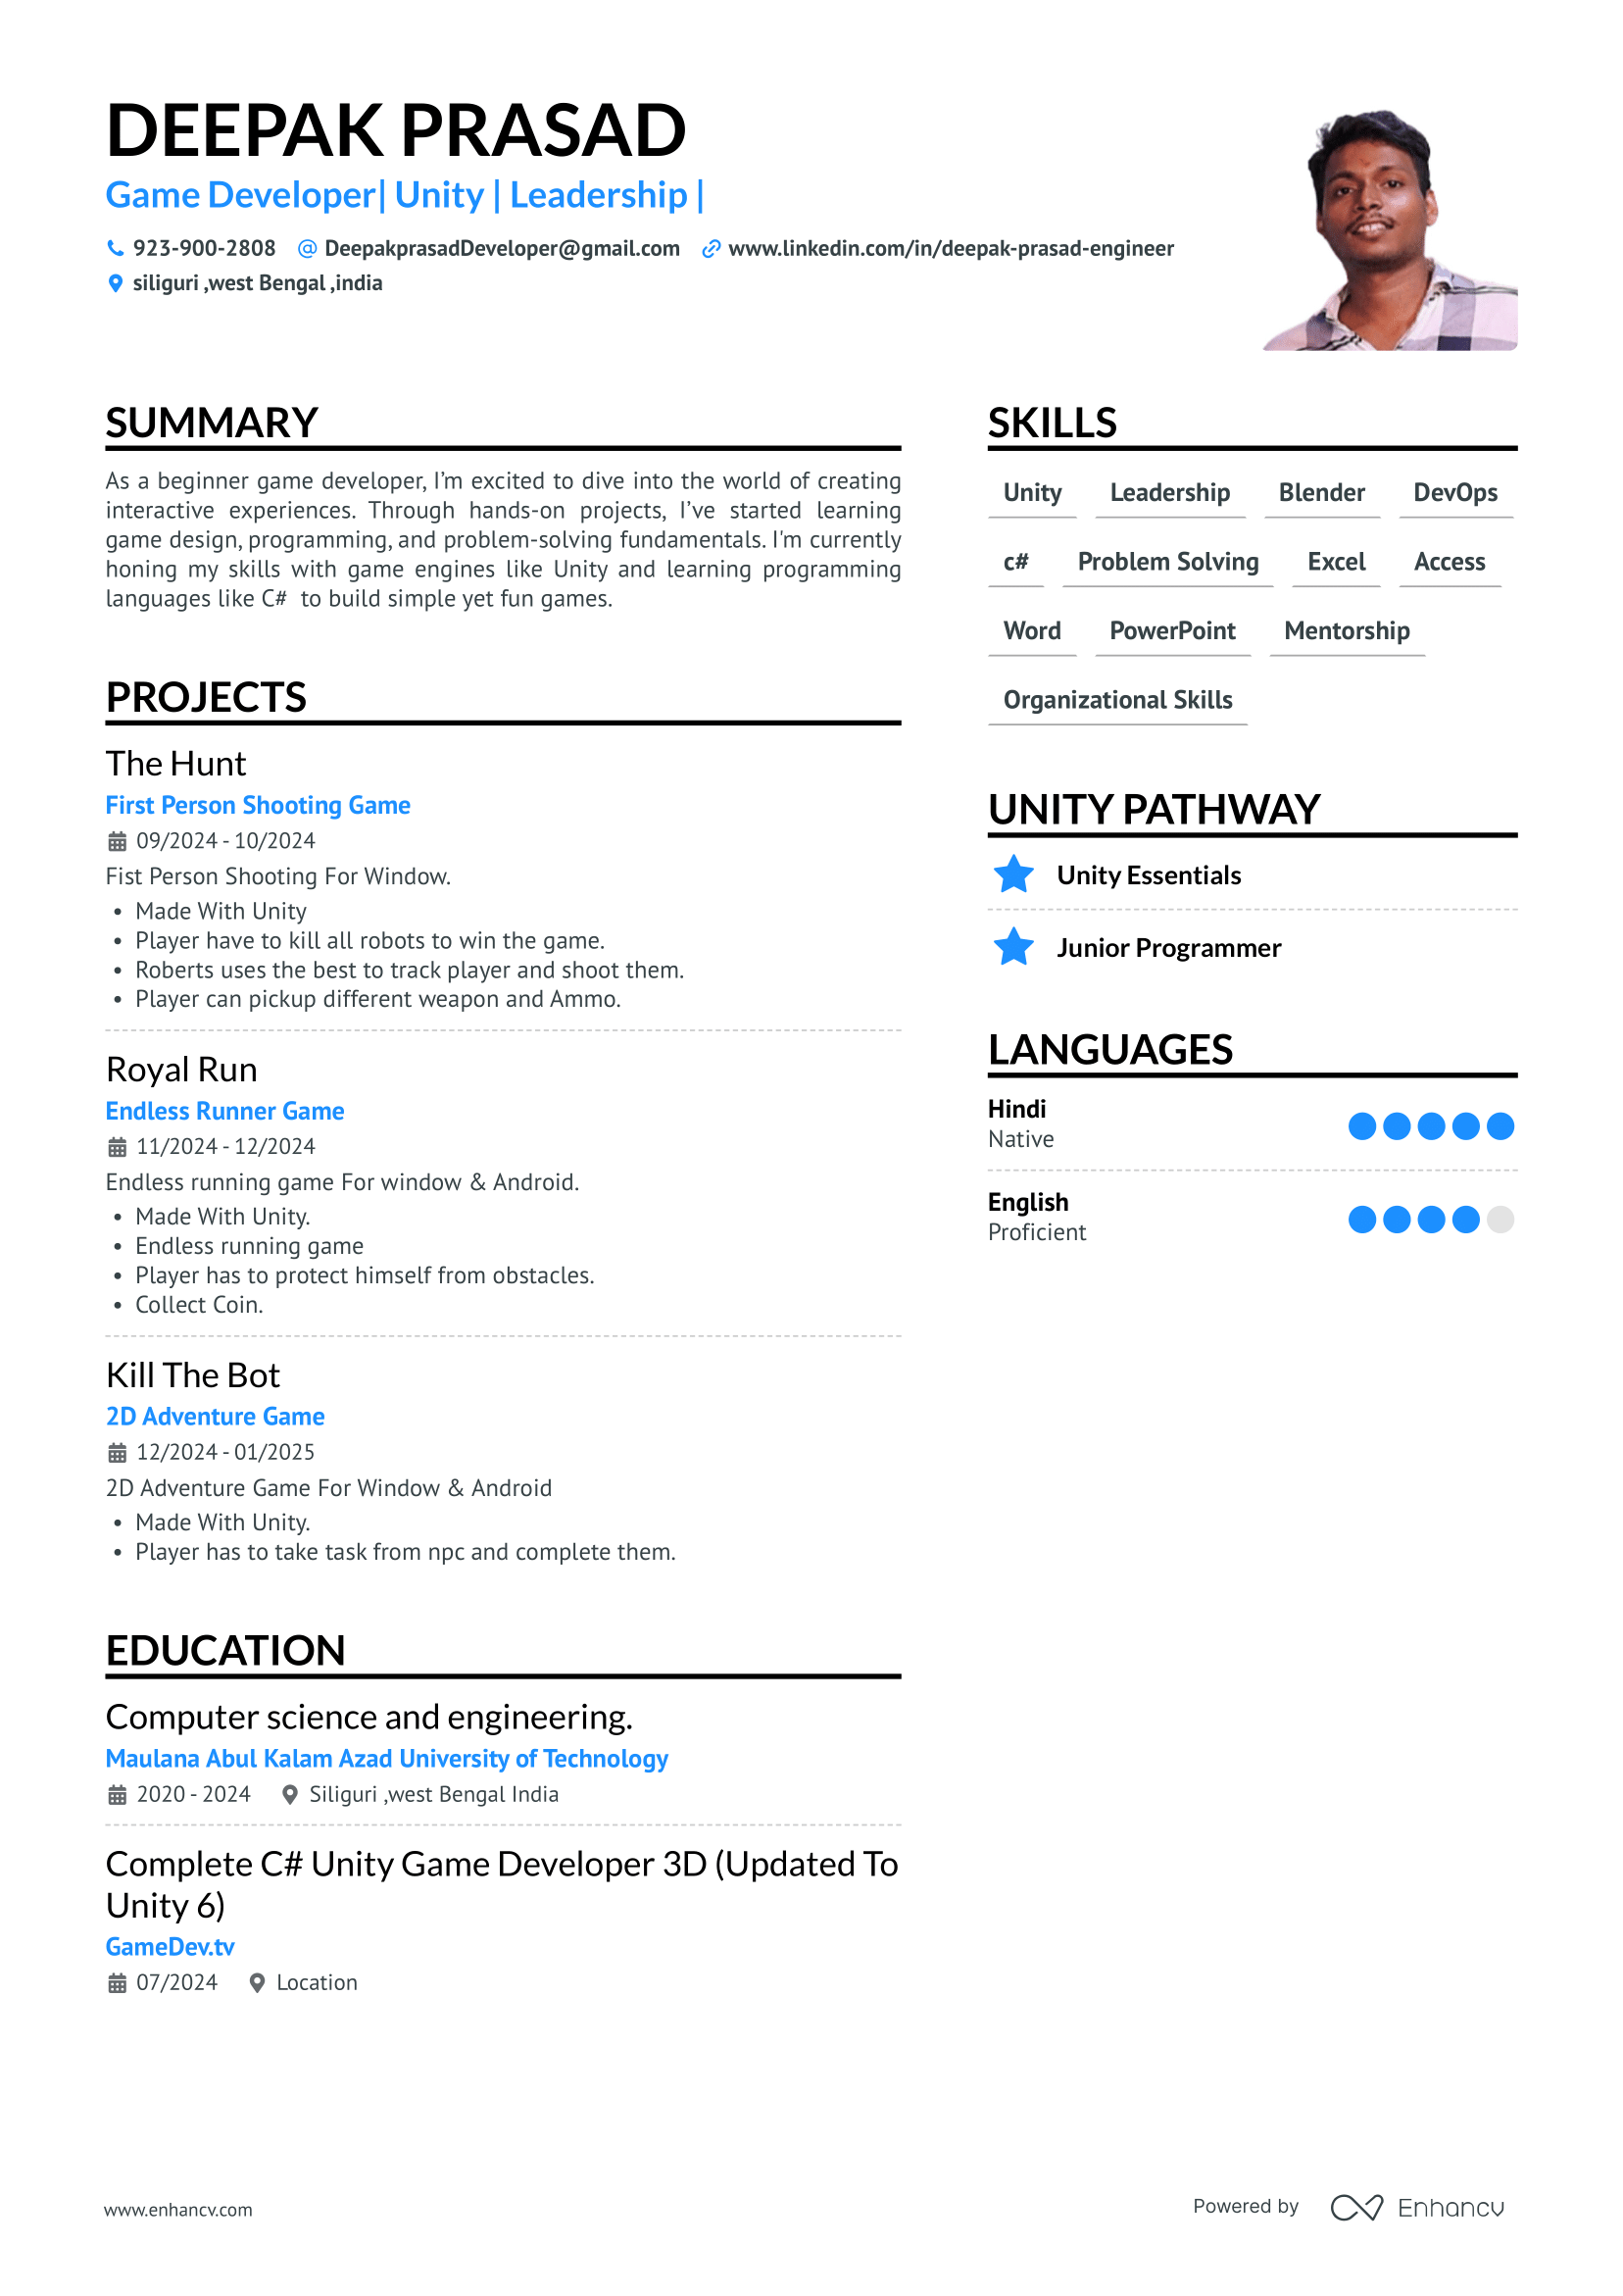 DEEPAK PRASAD
Game Developer| Unity | Leadership |
923-900-2808 @ DeepakprasadDeveloper@gmail.com www.linkedin.com/in/deepak-prasad-engineer
siliguri ,west Bengal ,india
SUMMARY
As a beginner game developer, I’m excited to dive into the world of creating
interactive experiences. Through hands-on projects, I’ve started learning
game design, programming, and problem-solving fundamentals. I'm currently
honing my skills with game engines like Unity and learning programming
languages like C#  to build simple yet fun games.
PROJECTS
The Hunt
First Person Shooting Game
09/2024 - 10/2024
Fist Person Shooting For Window.
• Made With Unity
• Player have to kill all robots to win the game.
• Roberts uses the best to track player and shoot them.
• Player can pickup different weapon and Ammo.
Royal Run
Endless Runner Game
11/2024 - 12/2024
Endless running game For window & Android.
• Made With Unity.
• Endless running game
• Player has to protect himself from obstacles.
• Collect Coin.
Kill The Bot
2D Adventure Game
12/2024 - 01/2025
2D Adventure Game For Window & Android
• Made With Unity.
• Player has to take task from npc and complete them.
EDUCATION
Computer science and engineering.
Maulana Abul Kalam Azad University of Technology
2020 - 2024 Siliguri ,west Bengal India
Complete C# Unity Game Developer 3D (Updated To
Unity 6)
GameDev.tv
07/2024 Location
SKILLS
Unity Leadership Blender DevOps
c# Problem Solving Excel Access
Word PowerPoint Mentorship
Organizational Skills
UNITY PATHWAY
Unity Essentials
Junior Programmer
LANGUAGES
Hindi
Native
English
Proficient
www.enhancv.com
Powered by Enhancv